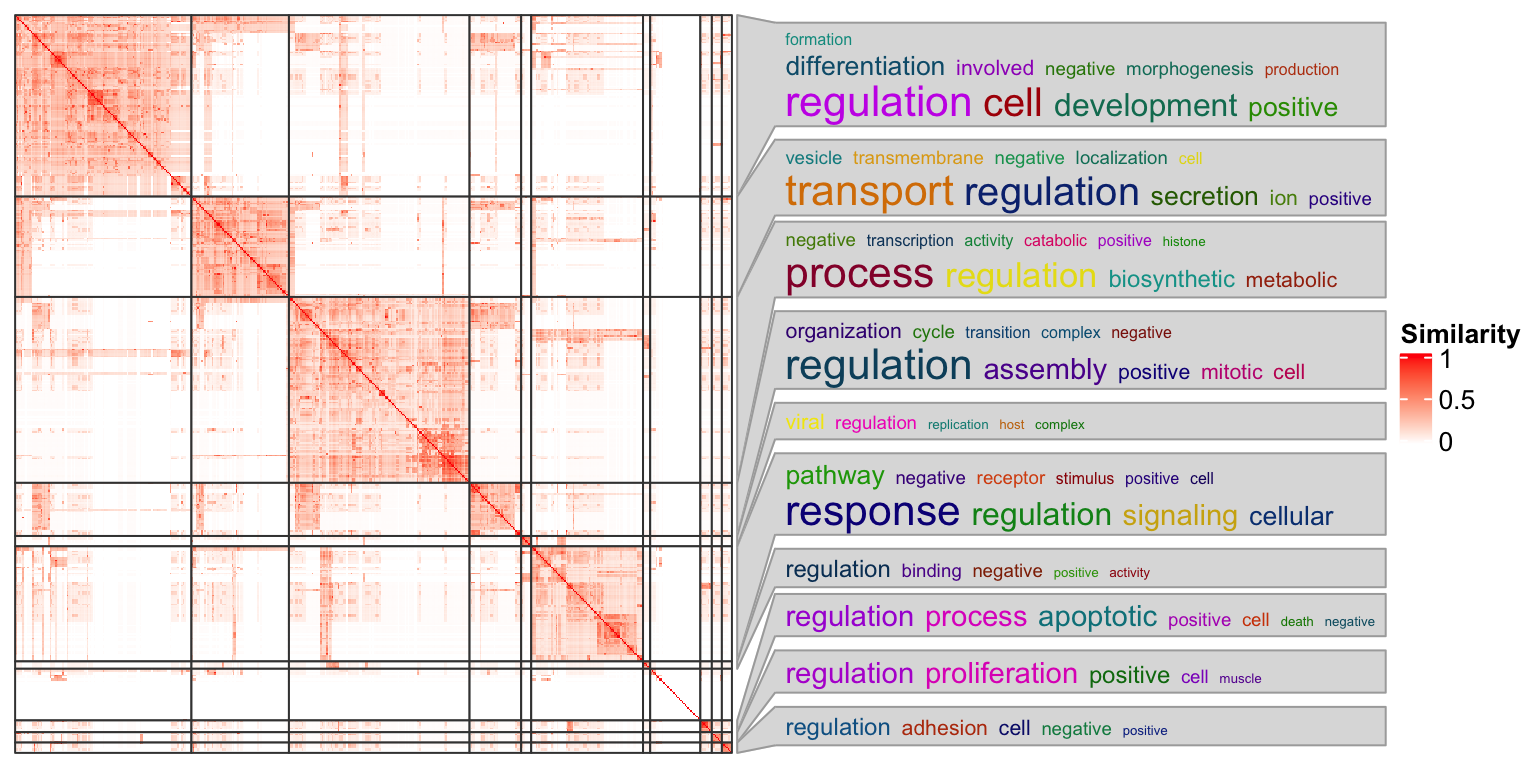 formation
differentiation involved negative morphogenesis production
regulation cell development positive
vesicle transmembrane negative localization cell
transport regulation secretion ion positive
negative transcription activity catabolic positive histone
process regulation biosynthetic metabolic
organization cycle transition complex negative
regulation assembly positive mitotic cell
viral regulation replication host complex
pathway negative receptor stimulus positive cell
response regulation signaling cellular
regulation binding negative positive activity
regulation process apoptotic positive cell death negative
regulation proliferation positive cell muscle
regulation adhesion cell negative positive
Similarity
1
0.5
0